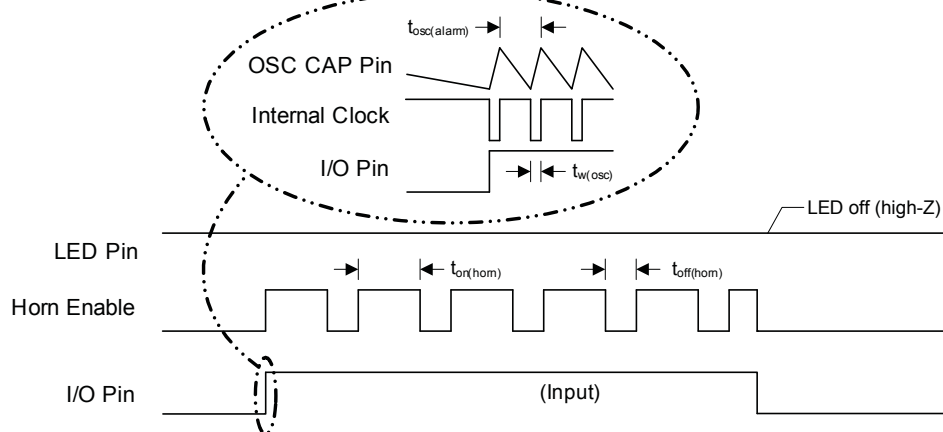 tosc(alarm)
OSC CAP Pin
Internal Clock
I/O Pin
tw(osc)
LED off (high-Z)
LED Pin
ton(horn)
toff(horn)
Horn Enable
I/O Pin
(Input)